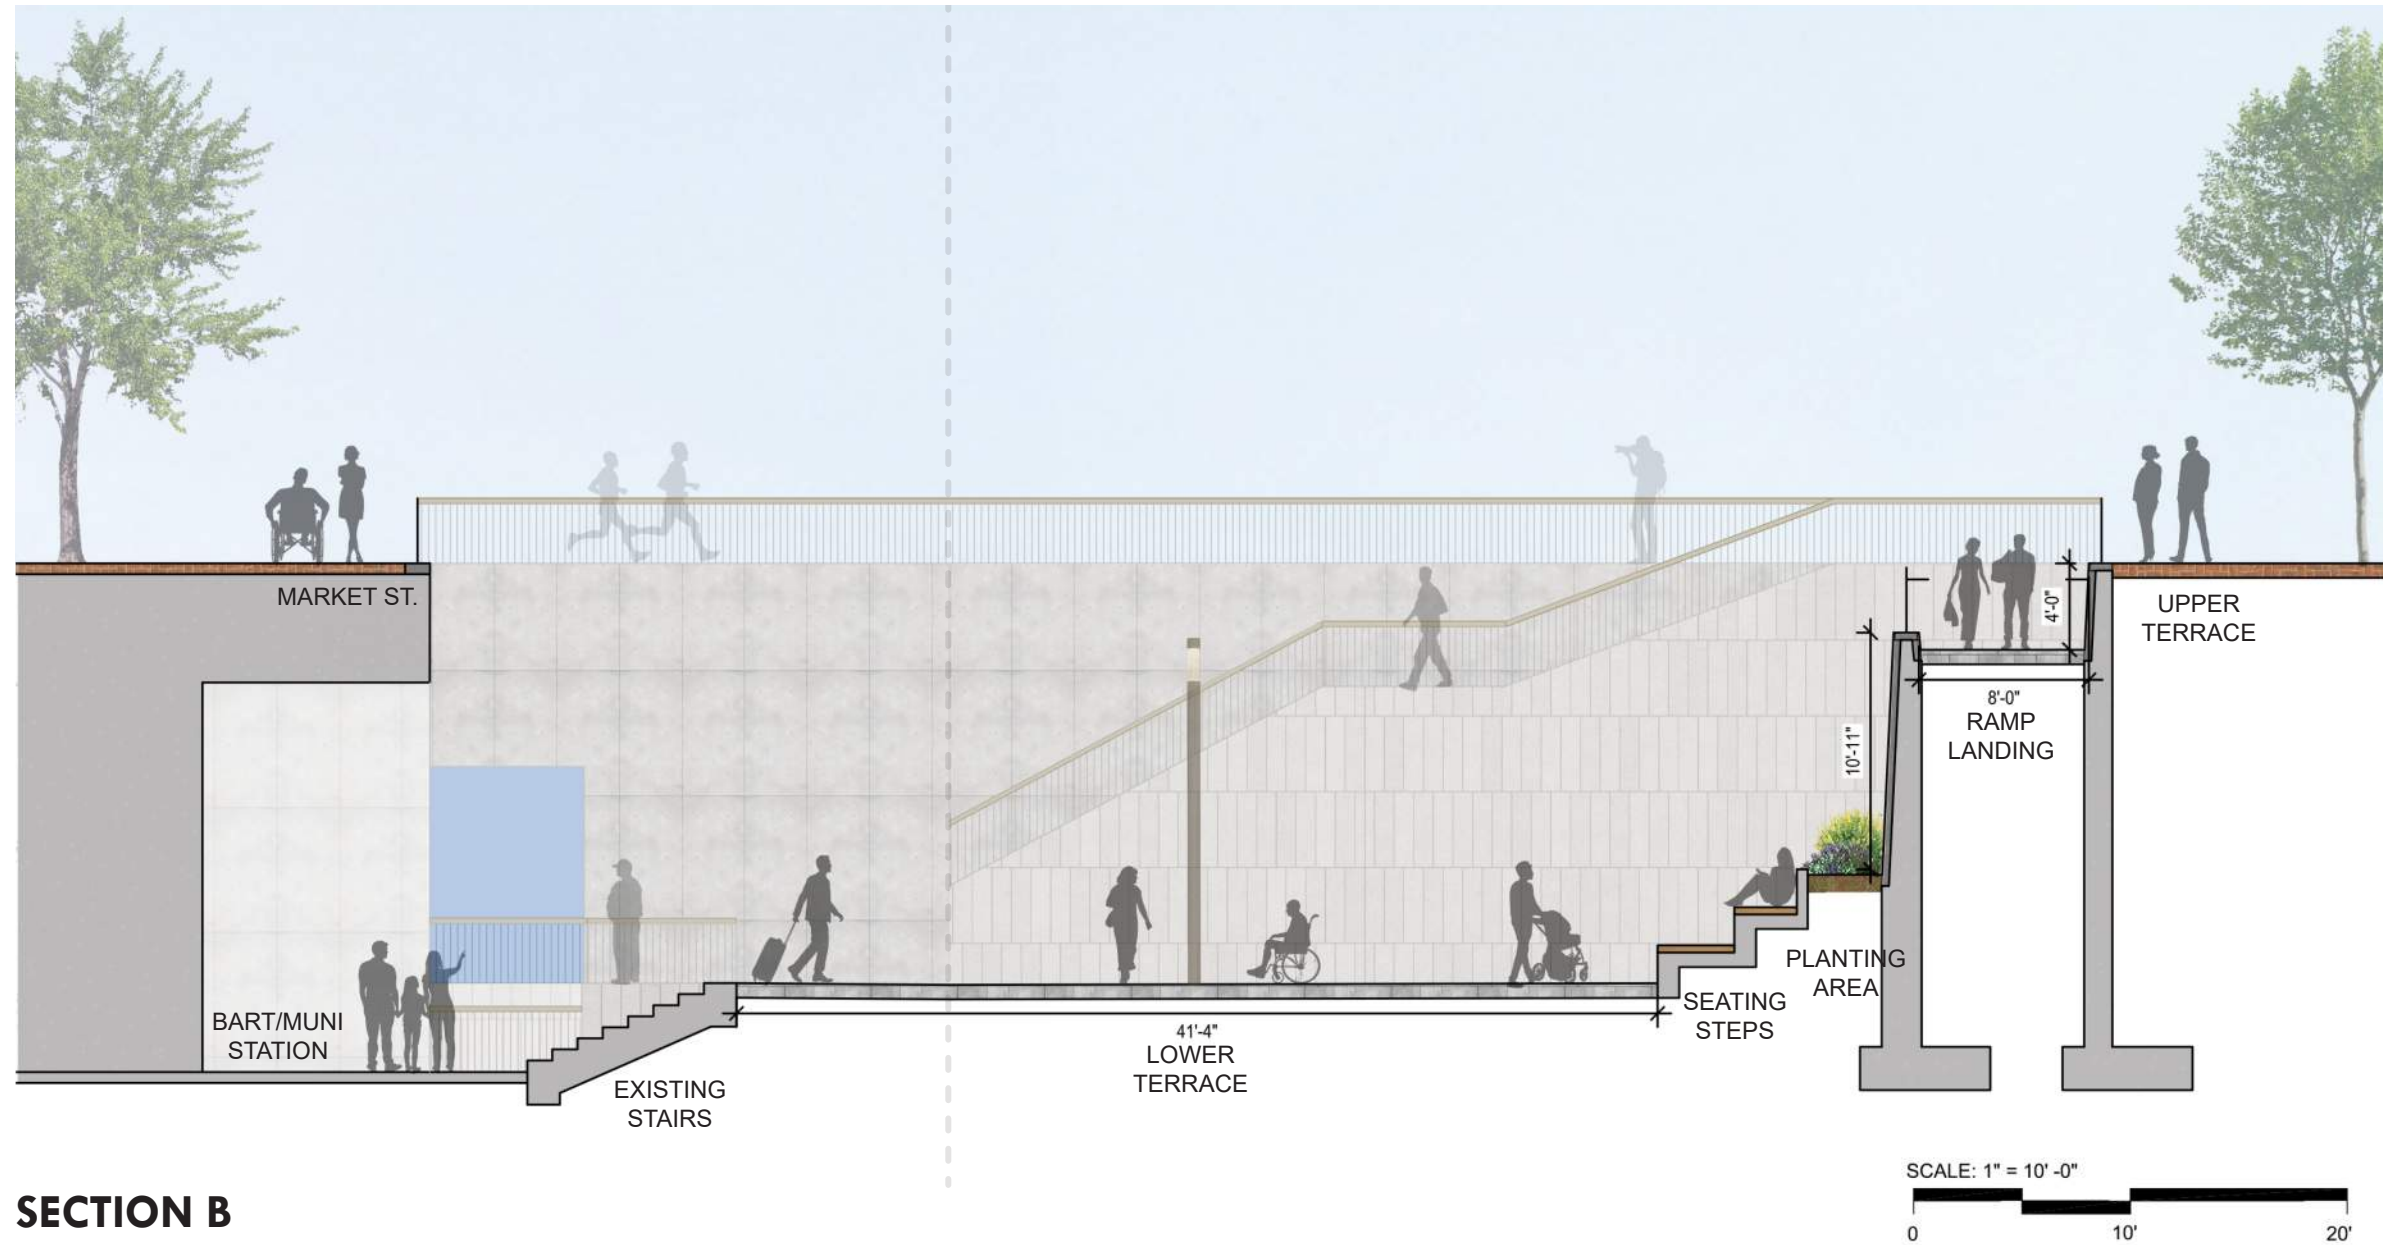 MARKET ST.
UPPER
TERRACE
4'-0"
8'-0"
RAMP
LANDING
10'-11"
PLANTING
AREA
SEATING
STEPS
BART/MUNI
STATION
41'-4"
LOWER
TERRACE
EXISTING
STAIRS
SCALE: 1" = 10' -0"
0 10' 20'
SECTION B